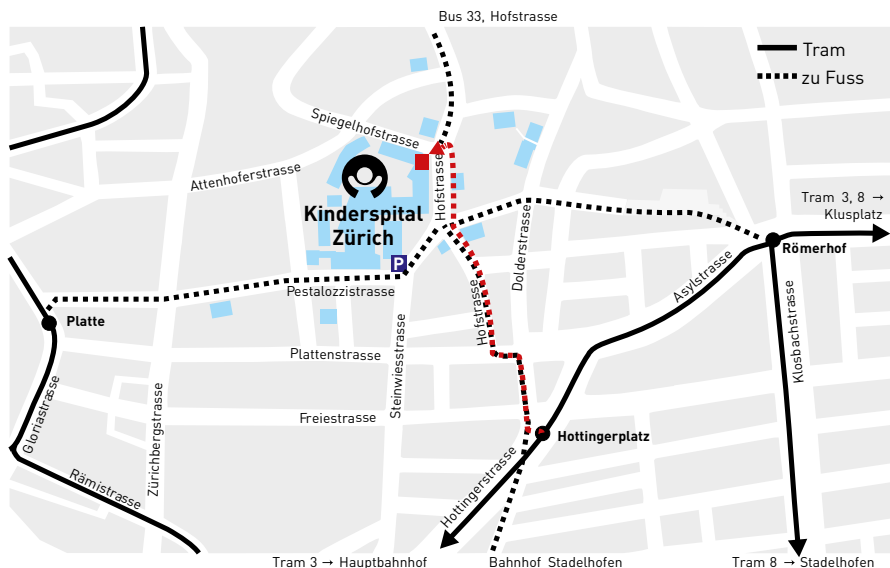 Bus 33, Hofstrasse
Tram
zu Fuss
Spiegelhofstrasse
Attenhoferstrasse
Hofstrasse
Kinderspital
Zürich
Tram 3, 8 →
Klusplatz
Römerhof
Dolderstrasse
P
Asylstrasse
Pestalozzistrasse
Hofstrasse
Platte
Klosbachstrasse
Plattenstrasse
Steinwiesstrasse
Gloriastrasse
Zürichbergstrasse
Freiestrasse
Hottingerplatz
Hottingerstrasse
Rämistrasse
Tram 3 → Hauptbahnhof
Bahnhof Stadelhofen
Tram 8 → Stadelhofen